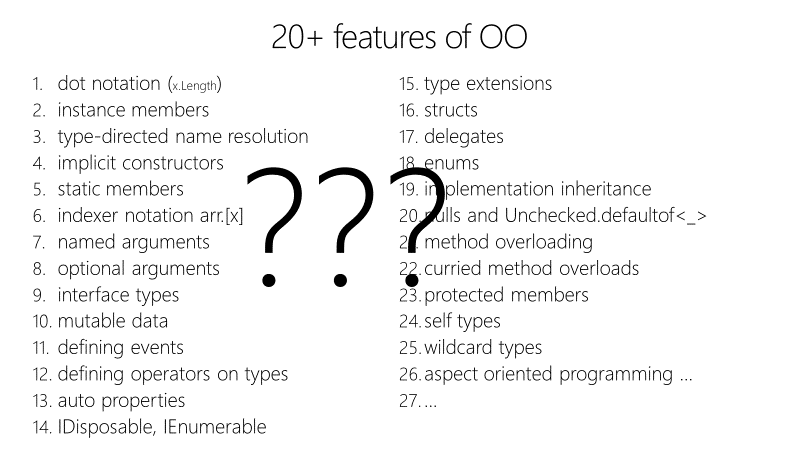 20+ features of OO
1. dot notation (x.Length)
2. instance members
3. type-directed name resolution
4. implicit constructors
5. static members
6. indexer notation arr.[x]
7. named arguments
8. optional arguments
9. interface types
10. mutable data
11. defining events
12. defining operators on types
13. auto properties
14. IDisposable, IEnumerable
???
15. type extensions
16. structs
17. delegates
18. enums
19. implementation inheritance
20. nulls and Unchecked.defaultof<_>
21. method overloading
22. curried method overloads
23. protected members
24. self types
25. wildcard types
26. aspect oriented programming ...
27. ...